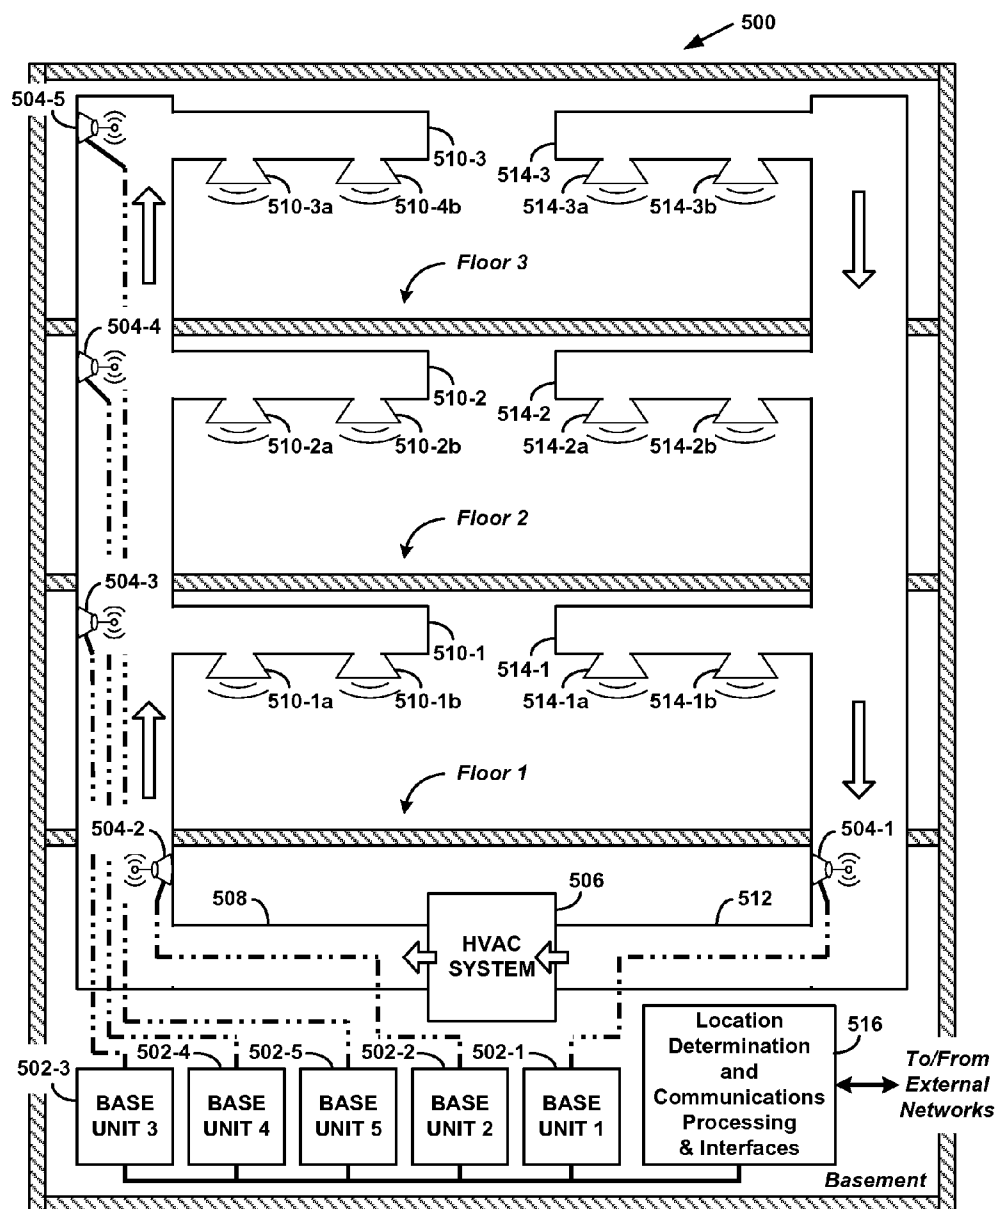 500
504-5
510-3
514-3
510-3a
510-4b
514-3a
514-3b
Floor 3
504-4
510-2
514-2
510-2a
510-2b
514-2a
514-2b
Floor 2
504-3
510-1
514-1
510-1a
510-1b
514-1a
514-1b
Floor 1
504-2
504-1
508
506
512
HVAC
SYSTEM
502-3
502-4
502-5
502-2
502-1
516
BASE
UNIT 3
BASE
UNIT 4
BASE
UNIT 5
BASE
UNIT 2
BASE
UNIT 1
Location
Determination
and
Communications
Processing
& Interfaces
To/From
External
Networks
Basement